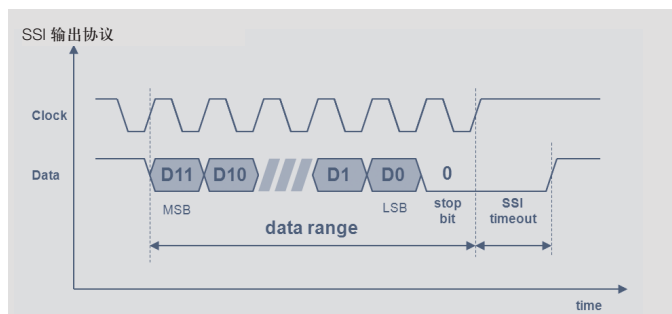 SSI 输出协议
Clock
Data
D11
D10
D1
D0
0
MSB
LSB
stop
bit
SSI
timeout
data range
time